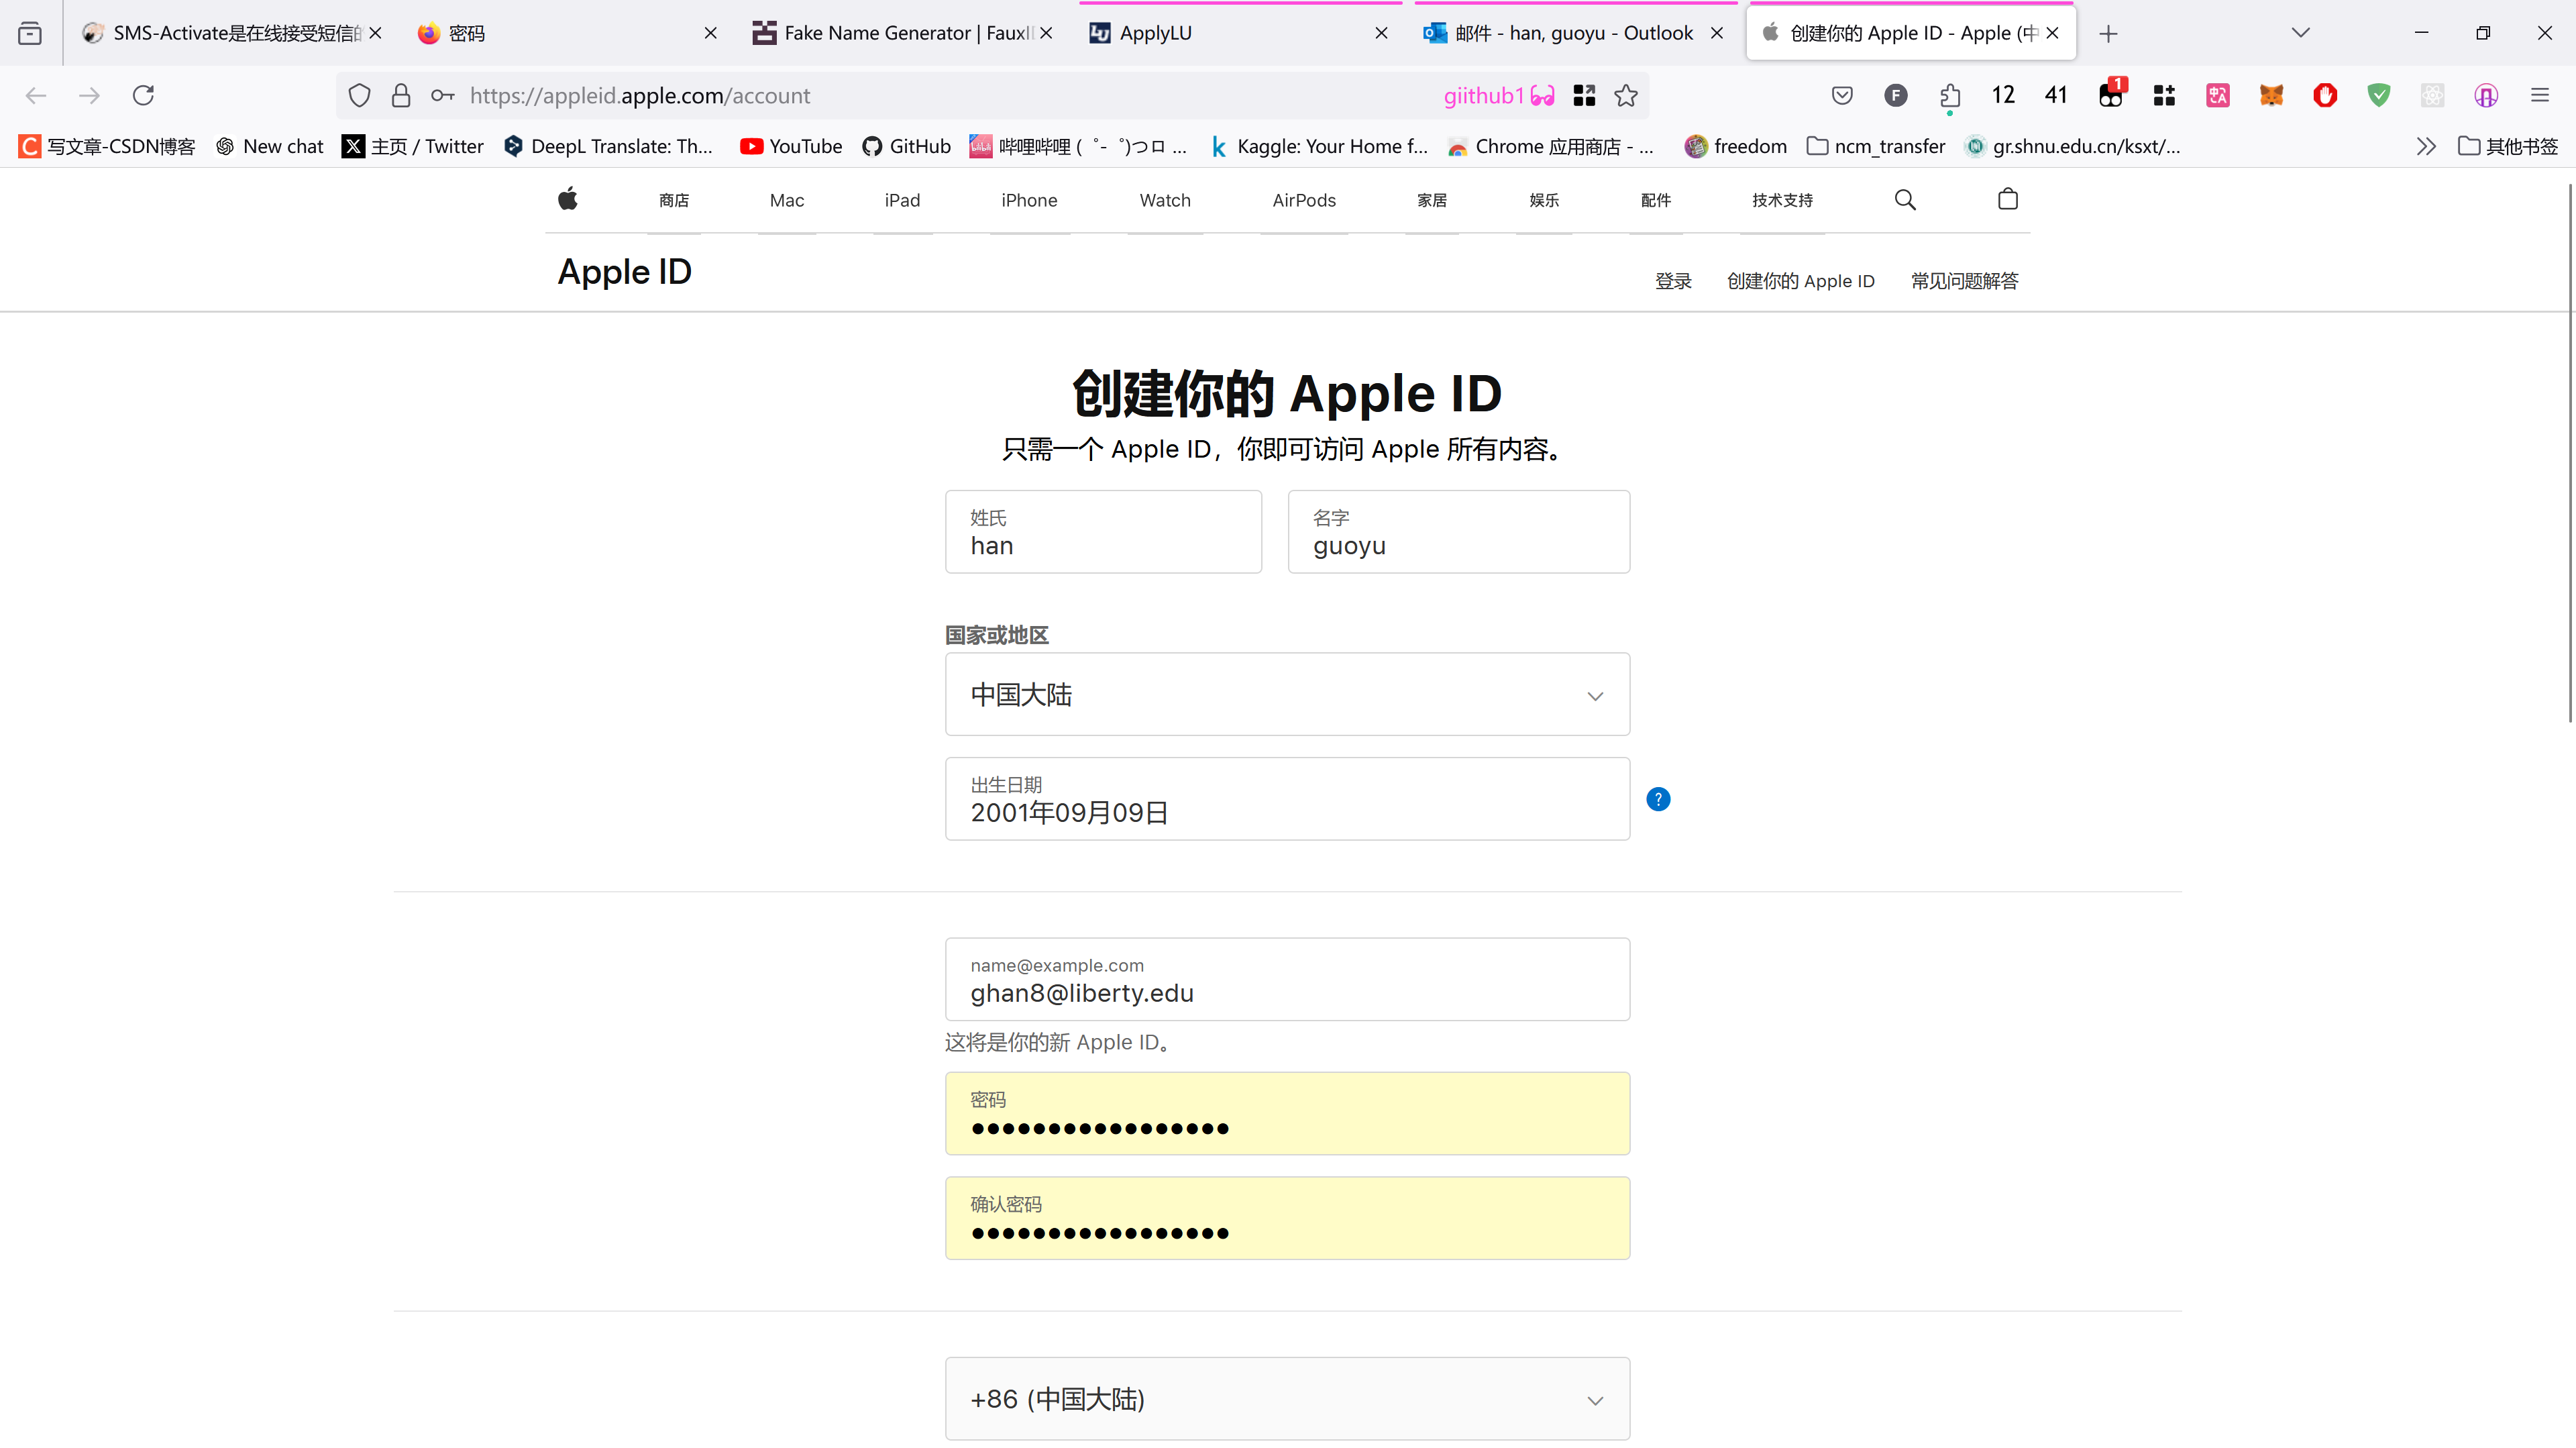 SMS-Activate是在线接受短信的
密码
Fake Name Generator | FauxI
ApplyLU
邮件 - han, guoyu - Outlook
创建你的 Apple ID - Apple (中
https://appleid.apple.com/account
giithub1
F
12
41
1
写文章-CSDN博客
New chat
主页 / Twitter
DeepL Translate: Th...
YouTube
GitHub
哔哩哔哩 (゜-゜)つロ ...
Kaggle: Your Home f...
Chrome 应用商店 - ...
freedom
ncm_transfer
gr.shnu.edu.cn/ksxt/...
其他书签
商店
Mac
iPad
iPhone
Watch
AirPods
家居
娱乐
配件
技术支持
Apple ID
登录
创建你的 Apple ID
常见问题解答
创建你的 Apple ID
只需一个 Apple ID，你即可访问 Apple 所有内容。
姓氏
han
名字
guoyu
国家或地区
中国大陆
出生日期
2001年09月09日
?
name@example.com
ghan8@liberty.edu
这将是你的新 Apple ID。
密码
●●●●●●●●●●●●●●●●●
确认密码
●●●●●●●●●●●●●●●●●
+86 (中国大陆)